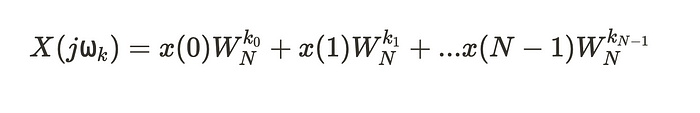 X(jω_k) = x(0)W_N^{k_0} + x(1)W_N^{k_1} + ...x(N − 1)W_N^{k_{N−1}}